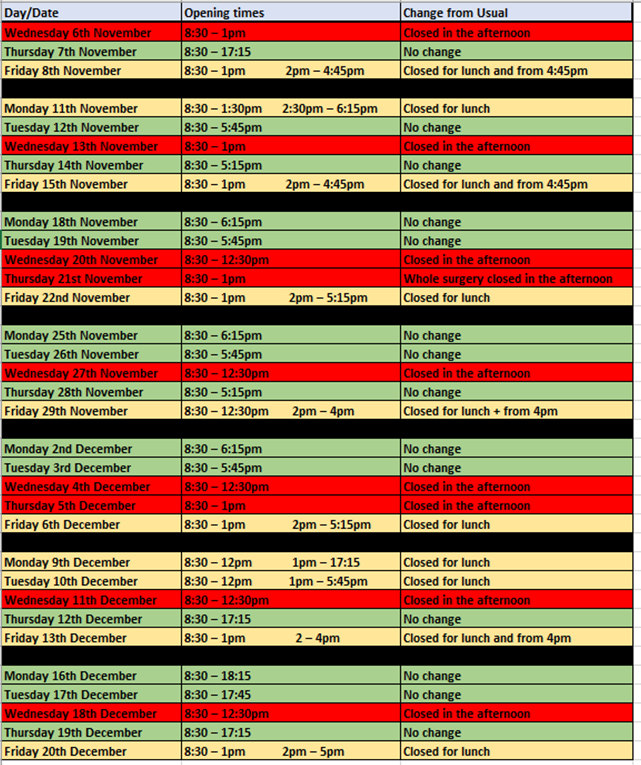 Day/Date Opening times Change from Usual
Wednesday 6th November 8:30 – 1pm Closed in the afternoon
Thursday 7th November 8:30 – 17:15 No change
Friday 8th November 8:30 – 1pm 2pm – 4:45pm Closed for lunch and from 4:45pm
Monday 11th November 8:30 – 1:30pm 2:30pm – 6:15pm Closed for lunch
Tuesday 12th November 8:30 – 5:45pm No change
Wednesday 13th November 8:30 – 1pm Closed in the afternoon
Thursday 14th November 8:30 – 5:15pm No change
Friday 15th November 8:30 – 1pm 2pm – 4:45pm Closed for lunch and from 4:45pm
Monday 18th November 8:30 – 6:15pm No change
Tuesday 19th November 8:30 – 5:45pm No change
Wednesday 20th November 8:30 – 12:30pm Closed in the afternoon
Thursday 21st November 8:30 – 1pm Whole surgery closed in the afternoon
Friday 22nd November 8:30 – 1pm 2pm – 5:15pm Closed for lunch
Monday 25th November 8:30 – 6:15pm No change
Tuesday 26th November 8:30 – 5:45pm No change
Wednesday 27th November 8:30 – 12:30pm Closed in the afternoon
Thursday 28th November 8:30 – 5:15pm No change
Friday 29th November 8:30 – 12:30pm 2pm – 4pm Closed for lunch + from 4pm
Monday 2nd December 8:30 – 6:15pm No change
Tuesday 3rd December 8:30 – 5:45pm No change
Wednesday 4th December 8:30 – 12:30pm Closed in the afternoon
Thursday 5th December 8:30 – 1pm Closed in the afternoon
Friday 6th December 8:30 – 1pm 2pm – 5:15pm Closed for lunch
Monday 9th December 8:30 – 12pm 1pm – 17:15 Closed for lunch
Tuesday 10th December 8:30 – 12pm 1pm – 5:45pm Closed for lunch
Wednesday 11th December 8:30 – 12:30pm Closed in the afternoon
Thursday 12th December 8:30 – 17:15 No change
Friday 13th December 8:30 – 1pm 2 – 4pm Closed for lunch and from 4pm
Monday 16th December 8:30 – 18:15 No change
Tuesday 17th December 8:30 – 17:45 No change
Wednesday 18th December 8:30 – 12:30pm Closed in the afternoon
Thursday 19th December 8:30 – 17:15 No change
Friday 20th December 8:30 – 1pm 2pm – 5pm Closed for lunch